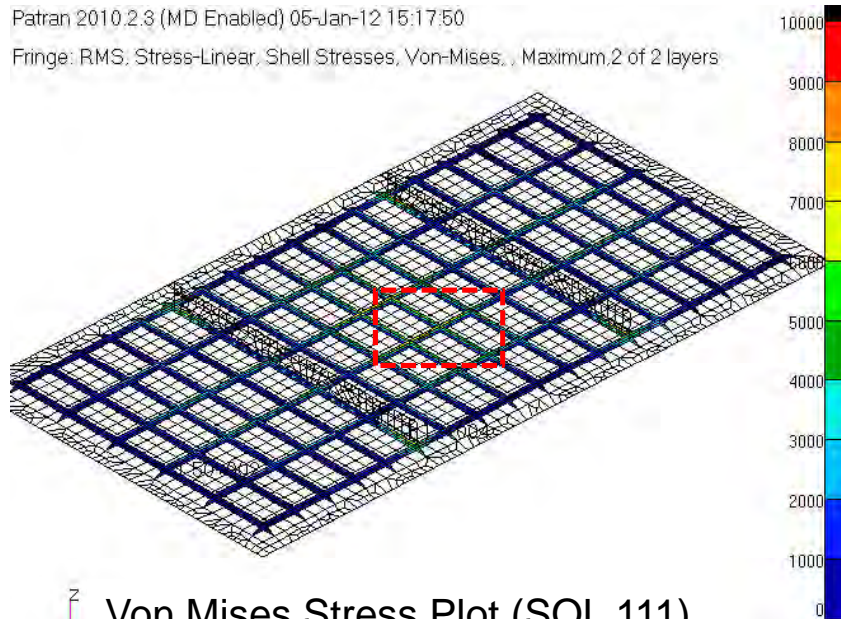 Patran 2010.2.3 (MD Enabled) 05-Jan-12 15:17:50
Fringe: RMS, Stress-Linear, Shell Stresses, Von-Mises, , Maximum,2 of 2 layers
10000
9000
8000
7000
5000
4000
3000
2000
1000
0
Z
Von Mises Stress Plot (SOL 111)